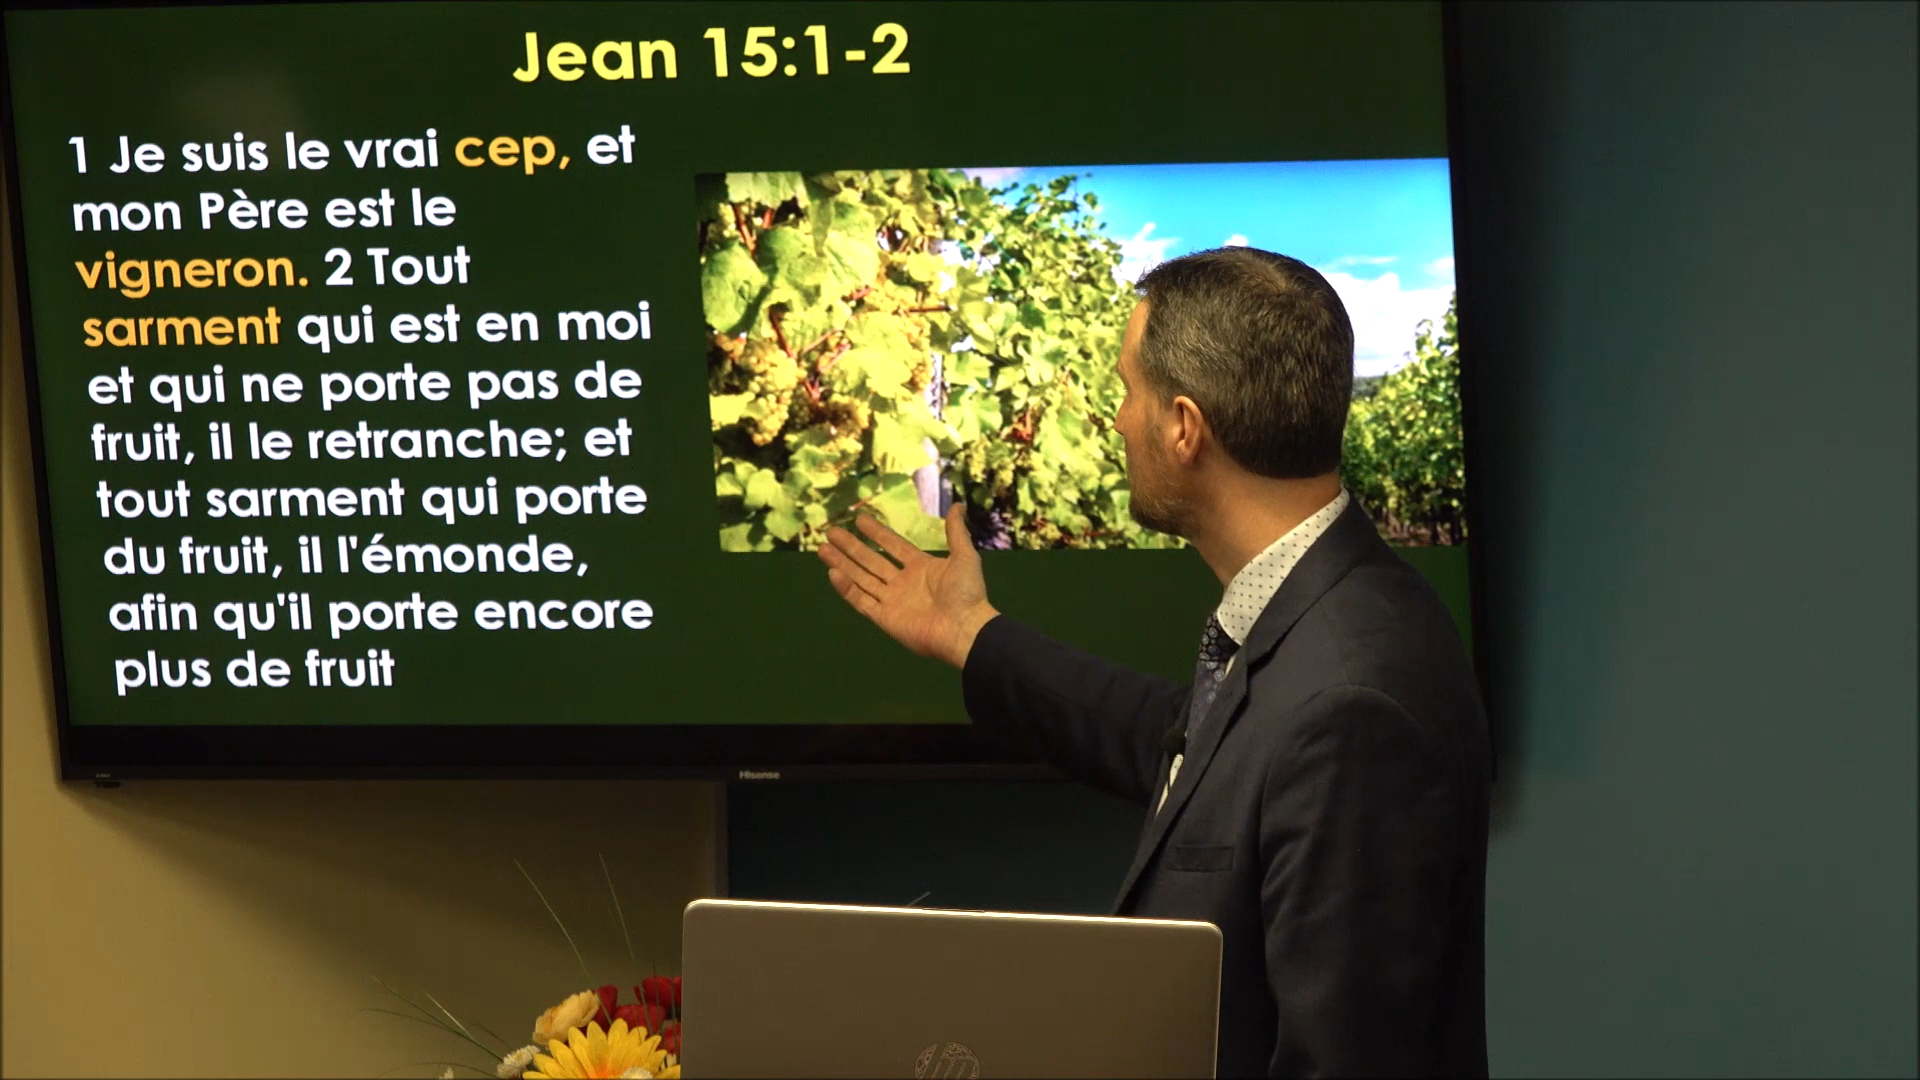 Jean 15:1-2
1 Je suis le vrai cep, et
mon Père est le
vigneron. 2 Tout
sarment qui est en moi
et qui ne porte pas de
fruit, il le retranche; et
tout sarment qui porte
du fruit, il l'émonde,
afin qu'il porte encore
plus de fruit
Hisense
hp